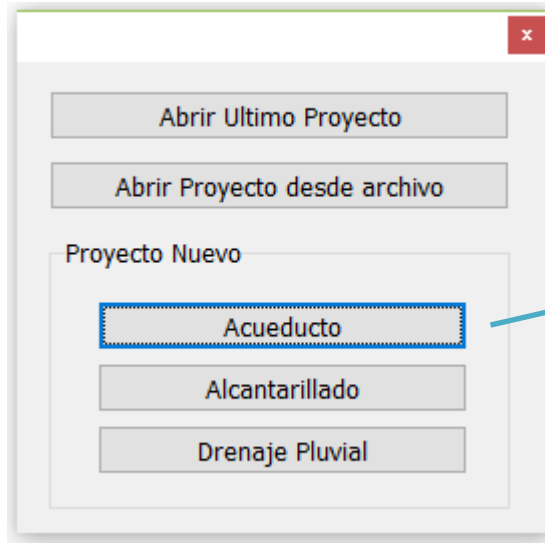 x
Abrir Ultimo Proyecto
Abrir Proyecto desde archivo
Proyecto Nuevo
Acueducto
Alcantarillado
Drenaje Pluvial